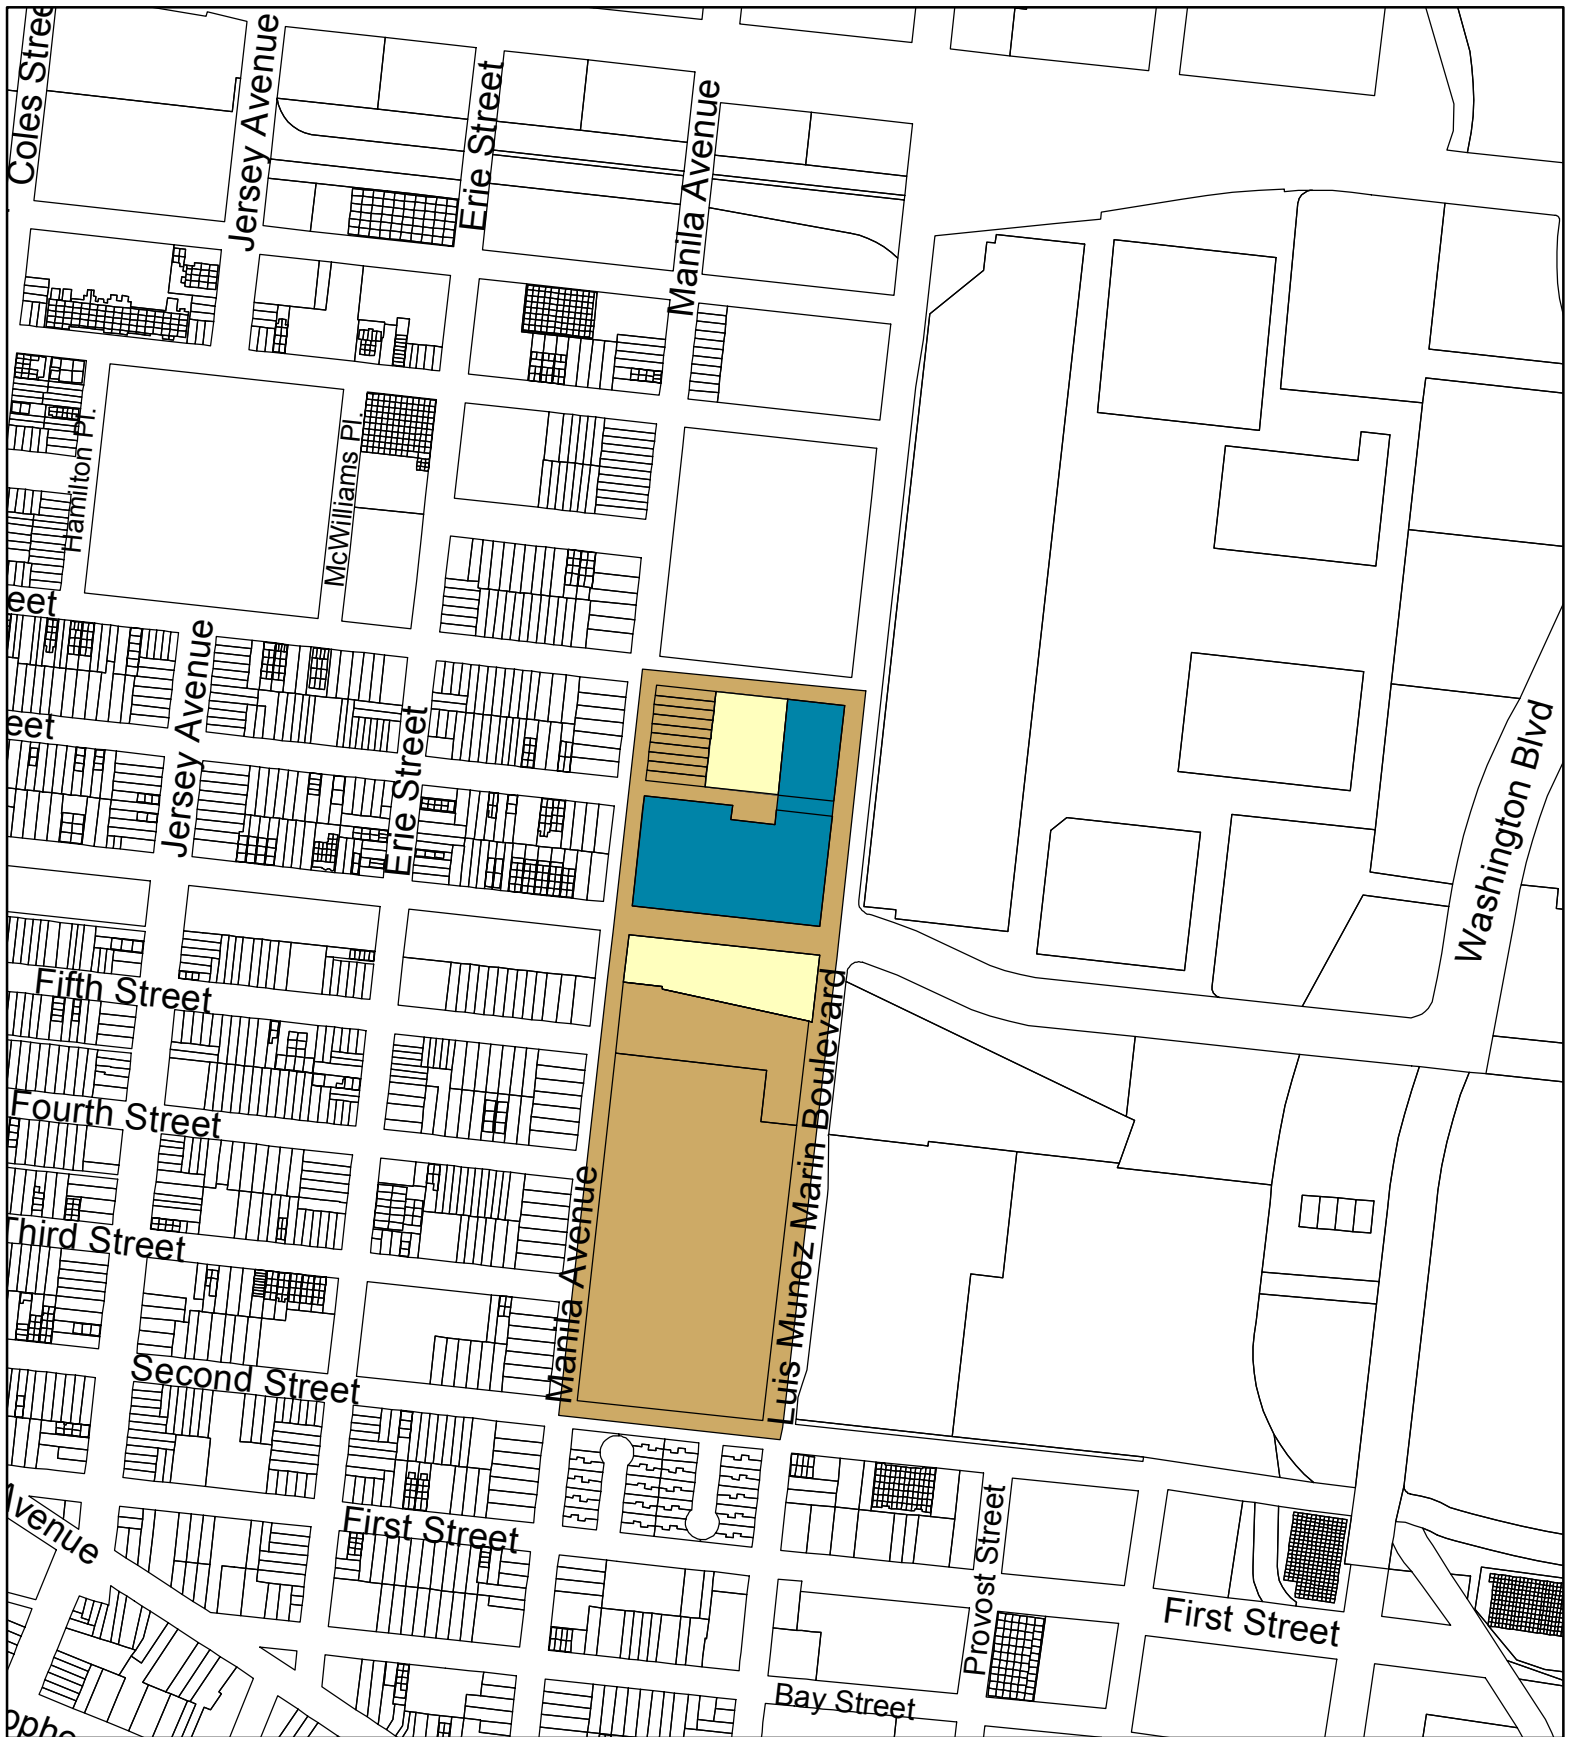 Coles Stree
Jersey Avenue
Erie Street
Manila Avenue
Hamilton Pl.
McWilliams Pl.
eet
eet
Jersey Avenue
Erie Street
Washington Blvd
Fifth Street
Fourth Street
Third Street
Manila Avenue
Luis Munoz Marin Boulevard
Second Street
First Street
Avenue
Provost Street
First Street
Bay Street
ophe